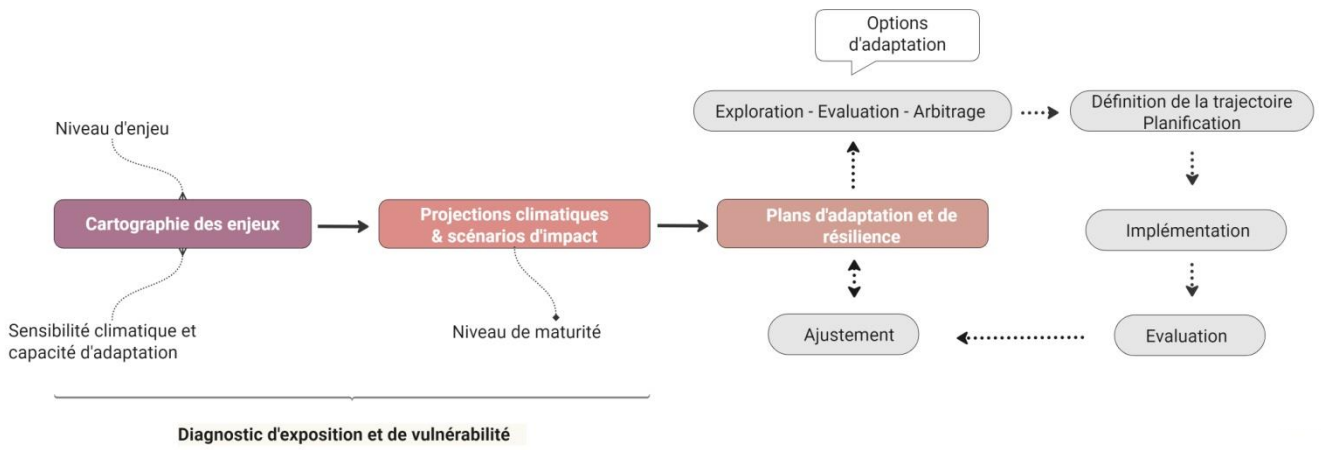 Options
d'adaptation
Exploration - Evaluation - Arbitrage
Définition de la trajectoire
Planification
Niveau d'enjeu
Cartographie des enjeux
Projections climatiques
& scénarios d'impact
Plans d'adaptation et de
résilience
Implémentation
Sensibilité climatique et
capacité d'adaptation
Niveau de maturité
Ajustement
Evaluation
Diagnostic d'exposition et de vulnérabilité